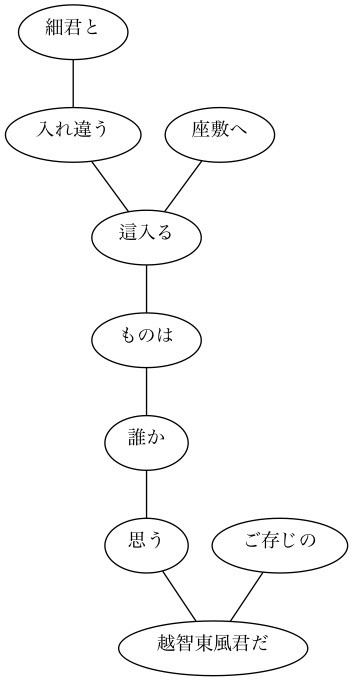 細君と
入れ違う
座敷へ
這入る
ものは
誰か
思う
ご存じの
越智東風君だ